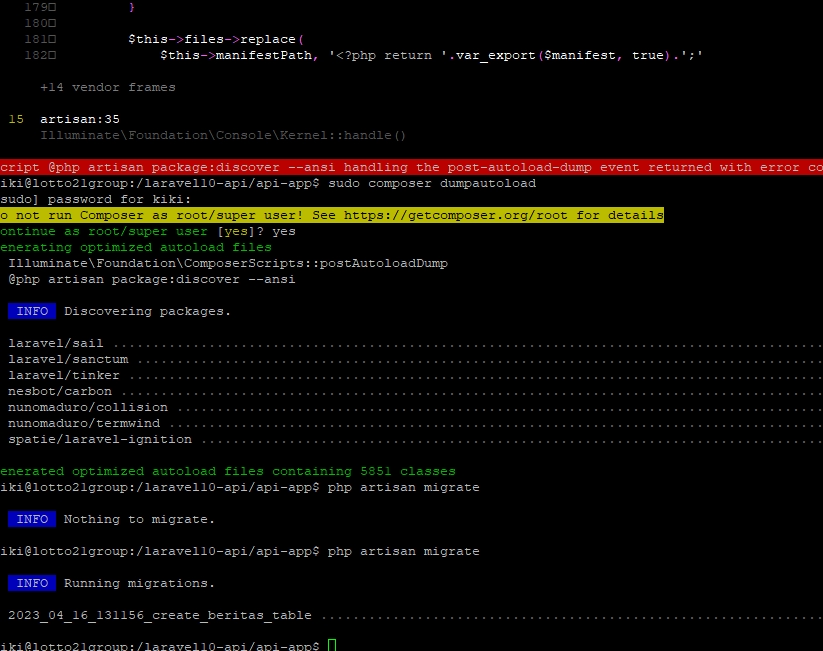 179
}
180
181 $this->files->replace(
182 $this->manifestPath, '<?php return '.var_export($manifest, true).';'
+14 vendor frames
15 artisan:35
Illuminate\Foundation\Console\Kernel::handle()
cript @php artisan package:discover --ansi handling the post-autoload-dump event returned with error co
iki@lotto21group:/laravel10-api/api-app$ sudo composer dumpautoload
sudo] password for kiki:
o not run Composer as root/super user! See https://getcomposer.org/root for details
ontinue as root/super user [yes]? yes
enerating optimized autoload files
Illuminate\Foundation\ComposerScripts::postAutoloadDump
@php artisan package:discover --ansi
INFO Discovering packages.
laravel/sail ........................................................................................
laravel/sanctum .....................................................................................
laravel/tinker ......................................................................................
nesbot/carbon .......................................................................................
nunomaduro/collision ................................................................................
nunomaduro/termwind .................................................................................
spatie/laravel-ignition .............................................................................
enerated optimized autoload files containing 5851 classes
iki@lotto21group:/laravel10-api/api-app$ php artisan migrate
INFO Nothing to migrate.
iki@lotto21group:/laravel10-api/api-app$ php artisan migrate
INFO Running migrations.
2023_04_16_131156_create_beritas_table ...............................................................
iki@lotto21group:/laravel10-api/api-app$